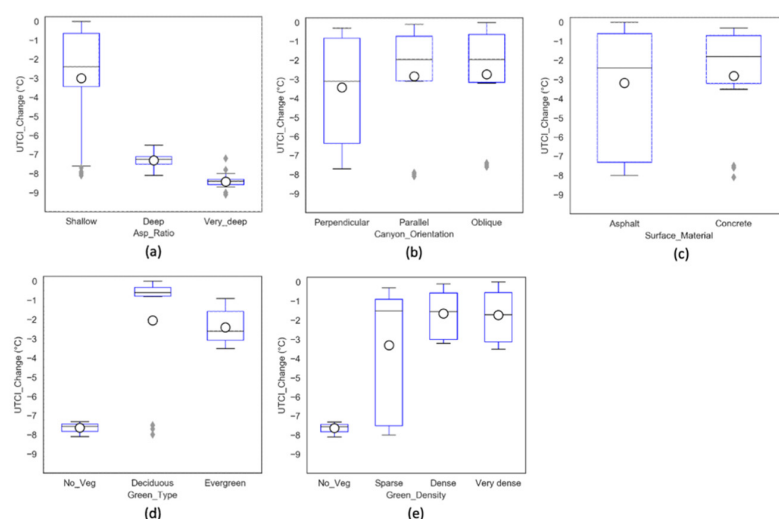 UTCI_Change (°C)
0
−1
−2
−3
−4
−5
−6
−7
−8
−9
Shallow Deep Very_deep
Asp_Ratio
(a)
UTCI_Change (°C)
0
−1
−2
−3
−4
−5
−6
−7
−8
−9
Perpendicular Parallel Oblique
Canyon_Orientation
(b)
UTCI_Change (°C)
0
−1
−2
−3
−4
−5
−6
−7
−8
−9
Asphalt Concrete
Surface_Material
(c)
UTCI_Change (°C)
0
−1
−2
−3
−4
−5
−6
−7
−8
−9
No_Veg Deciduous Evergreen
Green_Type
(d)
UTCI_Change (°C)
0
−1
−2
−3
−4
−5
−6
−7
−8
−9
No_Veg Sparse Dense Very dense
Green_Density
(e)